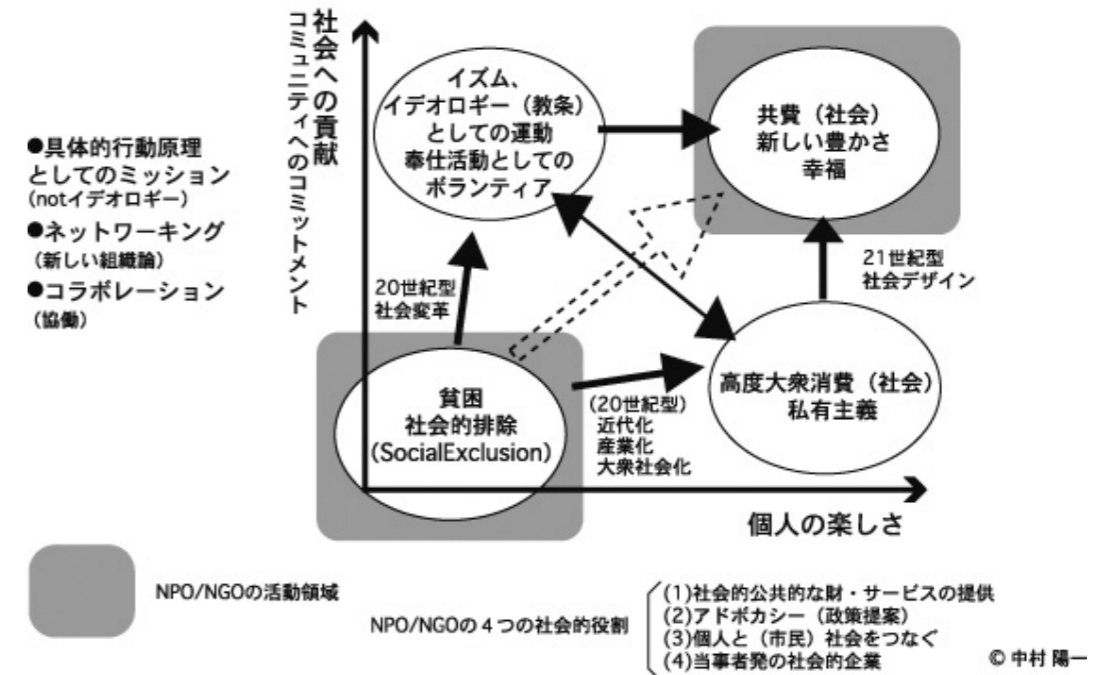 社会への貢献
コミュニティへのコミットメント
●具体的行動原理
としてのミッション
(notイデオロギー)
●ネットワーキング
（新しい組織論）
●コラボレーション
（協働）
イズム、
イデオロギー（教条）
としての運動
奉仕活動としての
ボランティア
共費（社会）
新しい豊かさ
幸福
20世紀型
社会変革
21世紀型
社会デザイン
貧困
社会的排除
(SocialExclusion)
(20世紀型)
近代化
産業化
大衆社会化
高度大衆消費（社会）
私有主義
個人の楽しさ
NPO/NGOの活動領域
NPO/NGOの４つの社会的役割
(1)社会的公共的な財・サービスの提供
(2)アドボカシー（政策提案）
(3)個人と（市民）社会をつなぐ
(4)当事者発の社会的企業
© 中村 陽一